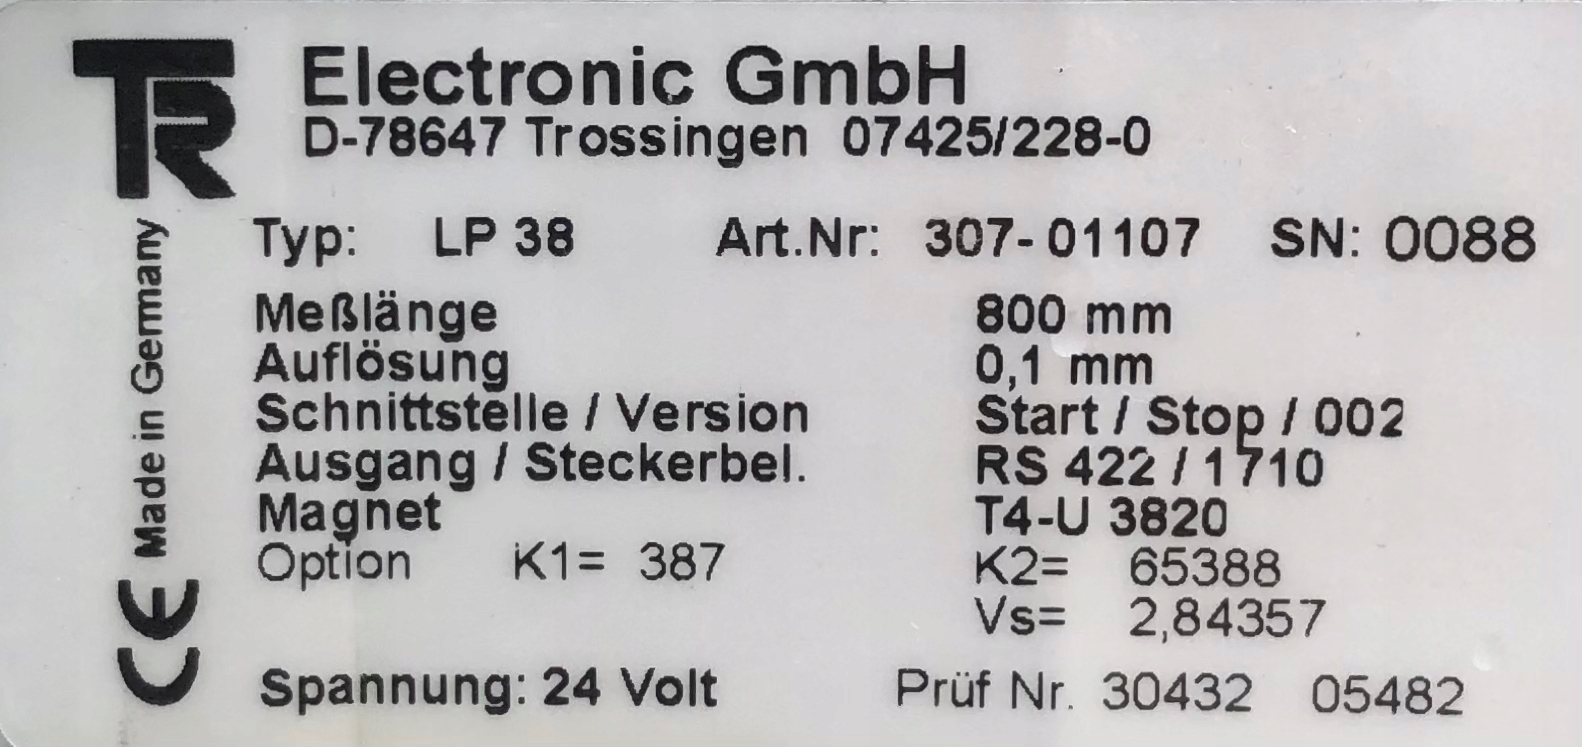 TR
Electronic GmbH
D-78647 Trossingen 07425/228-0
Typ: LP 38 Art.Nr: 307-01107 SN: 0088
Meßlänge 800 mm
Auflösung 0,1 mm
Schnittstelle / Version Start / Stop / 002
Ausgang / Steckerbel. RS 422 / 1710
Magnet T4-U 3820
Option K1= 387 K2= 65388
Vs= 2,84357
Spannung: 24 Volt Prüf Nr. 30432 05482
Made in Germany
CE